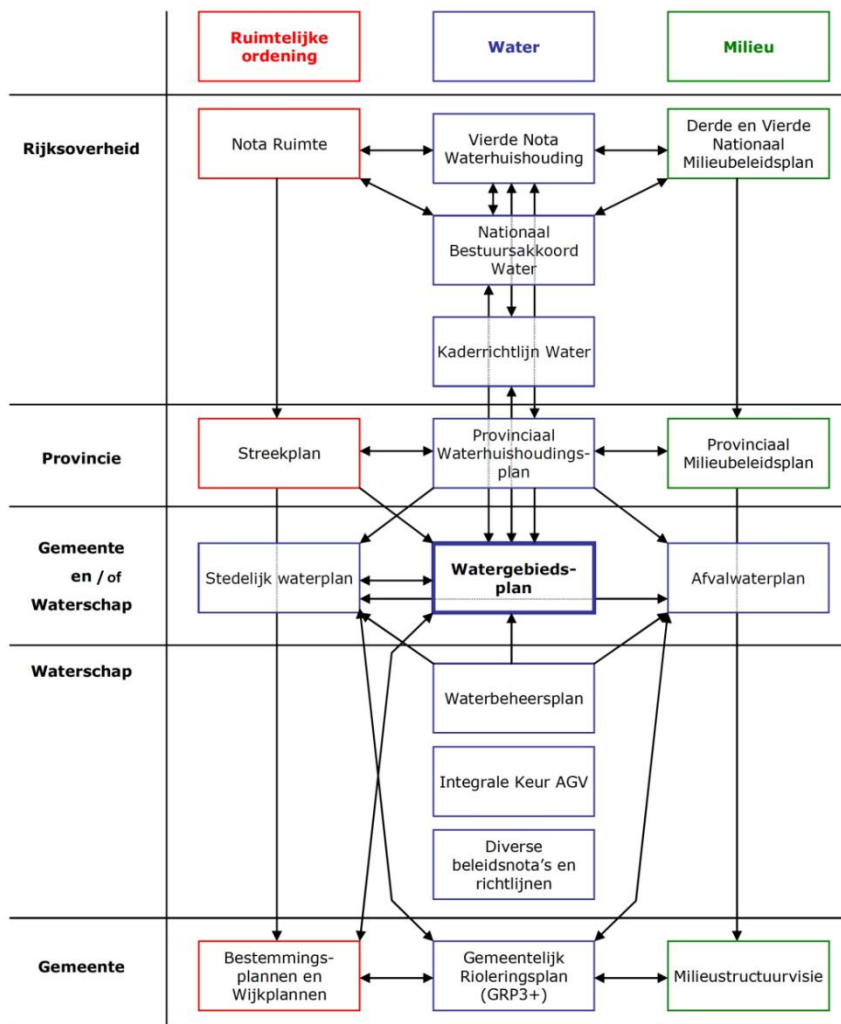 Ruimtelijke
ordening
Water
Milieu
Rijksoverheid
Nota Ruimte
Vierde Nota
Waterhuishouding
Derde en Vierde
Nationaal
Milieubeleidsplan
Nationaal
Bestuursakkoord
Water
Kaderrichtlijn Water
Provincie
Streekplan
Provinciaal
Waterhuishoudings-
plan
Provinciaal
Milieubeleidsplan
Gemeente
en / of
Waterschap
Stedelijk waterplan
Watergebieds-
plan
Afvalwaterplan
Waterschap
Waterbeheersplan
Integrale Keur AGV
Diverse
beleidsnota's en
richtlijnen
Gemeente
Bestemmings-
plannen en
Wijkplannen
Gemeentelijk
Rioleringsplan
(GRP3+)
Milieustructuurvisie